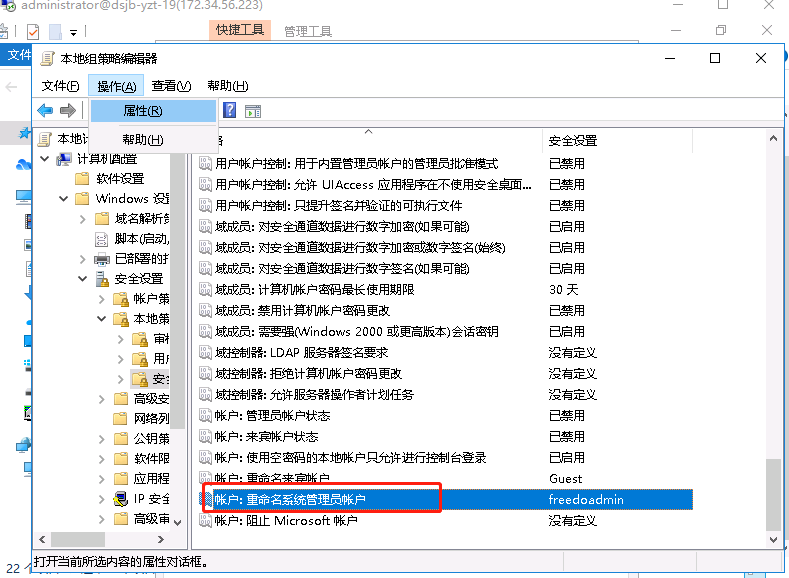 administrator@dsjb-yzt-19(172.34.56.223)
快捷工具
管理工具
文件
本地组策略编辑器
文件(F) 操作(A) 查看(V) 帮助(H)
属性(R)
帮助(H)
本地计
计算机配置
软件设置
Windows 设
域名解析策
脚本(启动/
已部署的打
安全设置
帐户策
本地策
审核
用户
安全
高级安
网络列
公钥策
软件限
应用程
IP 安全
高级审
略 安全设置
用户帐户控制: 用于内置管理员帐户的管理员批准模式 已禁用
用户帐户控制: 允许 UIAccess 应用程序在不使用安全桌面... 已禁用
用户帐户控制: 只提升签名并验证的可执行文件 已禁用
域成员: 对安全通道数据进行数字加密(如果可能) 已启用
域成员: 对安全通道数据进行数字加密或数字签名(始终) 已启用
域成员: 对安全通道数据进行数字签名(如果可能) 已启用
域成员: 计算机帐户密码最长使用期限 30 天
域成员: 禁用计算机帐户密码更改 已禁用
域成员: 需要强(Windows 2000 或更高版本)会话密钥 已启用
域控制器: LDAP 服务器签名要求 没有定义
域控制器: 拒绝计算机帐户密码更改 没有定义
域控制器: 允许服务器操作者计划任务 没有定义
帐户: 管理员帐户状态 已禁用
帐户: 来宾帐户状态 已禁用
帐户: 使用空密码的本地帐户只允许进行控制台登录 已启用
帐户: 重命名来宾帐户 Guest
帐户: 重命名系统管理员帐户 freedoadmin
帐户: 阻止 Microsoft 帐户 没有定义
打开当前所选内容的属性对话框。
22 个